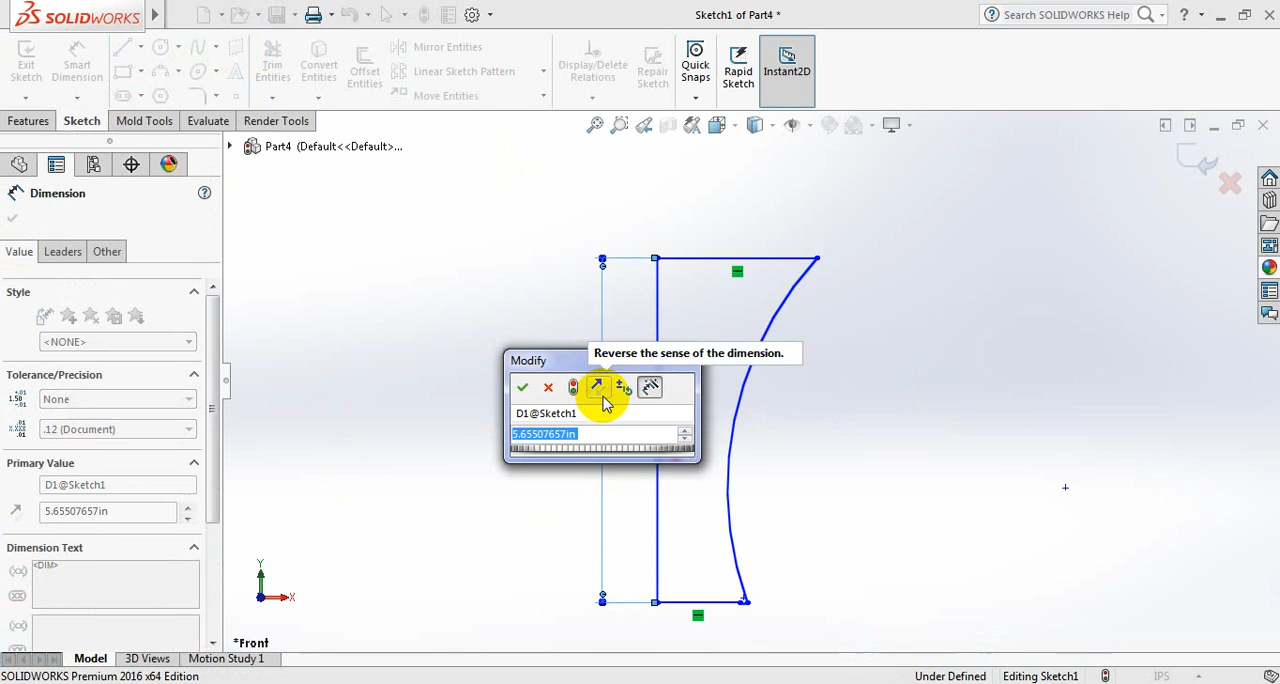 SOLIDWORKS
Sketch1 of Part4 *
Search SOLIDWORKS Help
?
Exit Sketch
Smart Dimension
Trim Entities
Convert Entities
Offset Entities
Mirror Entities
Linear Sketch Pattern
Move Entities
Display/Delete Relations
Repair Sketch
Quick Snaps
Rapid Sketch
Instant2D
Features
Sketch
Mold Tools
Evaluate
Render Tools
Part4 (Default<<Default>...
Dimension
?
Value
Leaders
Other
Style
<NONE>
Tolerance/Precision
None
.12 (Document)
Primary Value
D1@Sketch1
5.65507657in
Dimension Text
<DIM>
Modify
Reverse the sense of the dimension.
D1@Sketch1
5.65507657in
Y
X
*Front
Model
3D Views
Motion Study 1
SOLIDWORKS Premium 2016 x64 Edition
Under Defined
Editing Sketch1
IPS